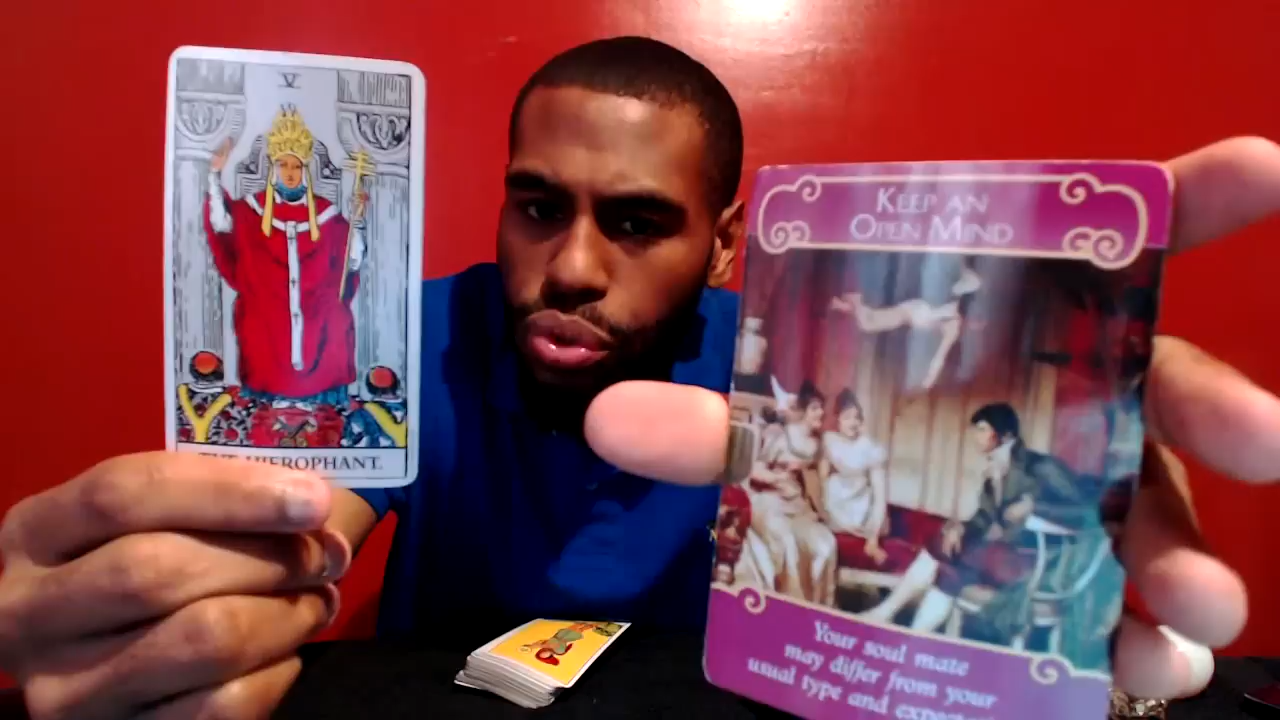 V
THE HIEROPHANT.
KEEP AN
OPEN MIND
Your soul mate
may differ from your
usual type and